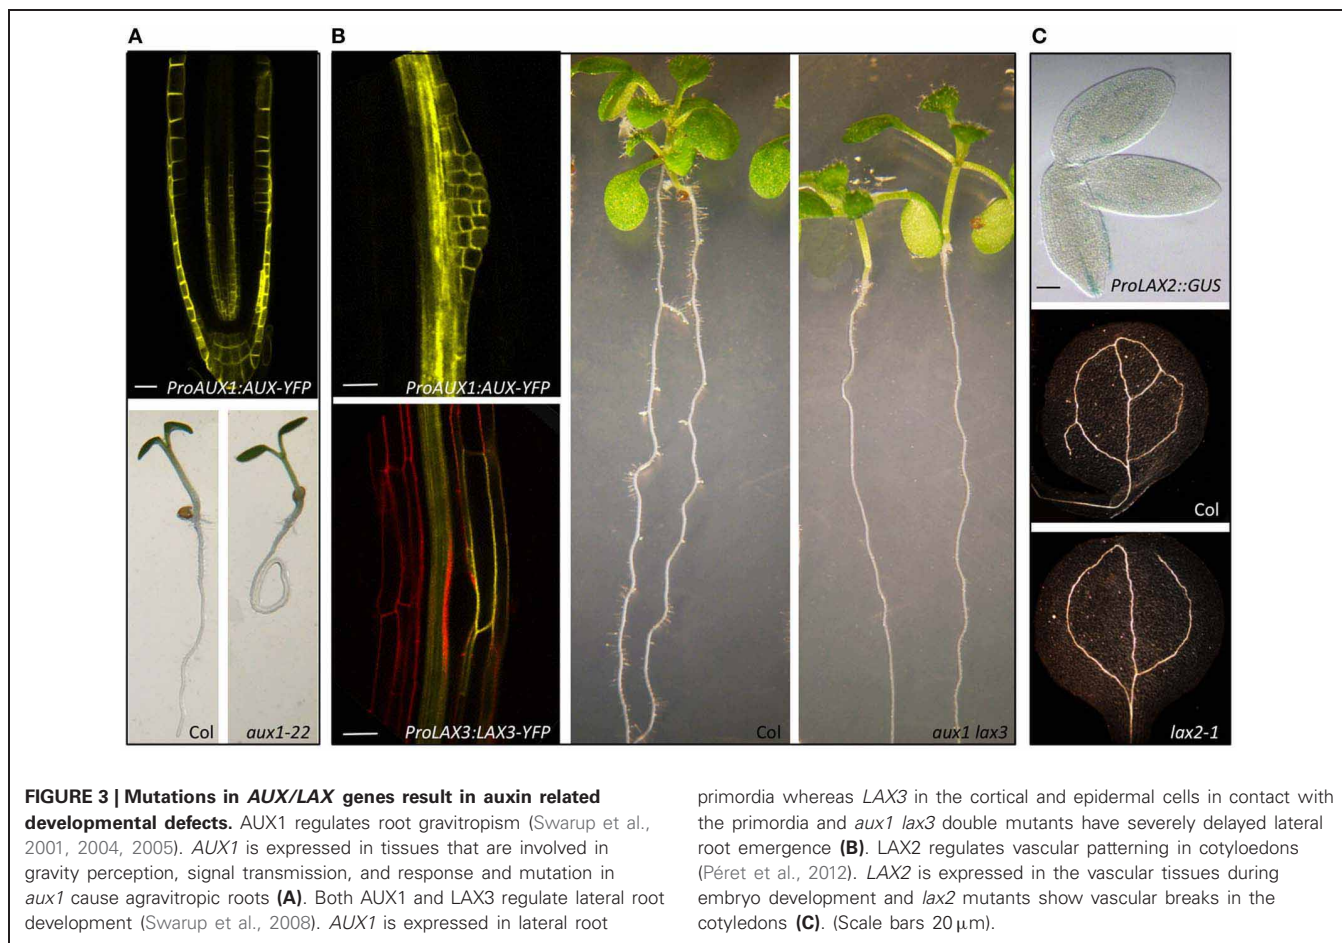 A
B
C
ProAUX1:AUX-YFP
ProAUX1:AUX-YFP
ProLAX2::GUS
Col
Col
aux1-22
ProLAX3:LAX3-YFP
Col
aux1 lax3
lax2-1
FIGURE 3 | Mutations in AUX/LAX genes result in auxin related
developmental defects. AUX1 regulates root gravitropism (Swarup et al.,
2001, 2004, 2005). AUX1 is expressed in tissues that are involved in
gravity perception, signal transmission, and response and mutation in
aux1 cause agravitropic roots (A). Both AUX1 and LAX3 regulate lateral root
development (Swarup et al., 2008). AUX1 is expressed in lateral root
primordia whereas LAX3 in the cortical and epidermal cells in contact with
the primordia and aux1 lax3 double mutants have severely delayed lateral
root emergence (B). LAX2 regulates vascular patterning in cotyloedons
(Péret et al., 2012). LAX2 is expressed in the vascular tissues during
embryo development and lax2 mutants show vascular breaks in the
cotyledons (C). (Scale bars 20 μm).